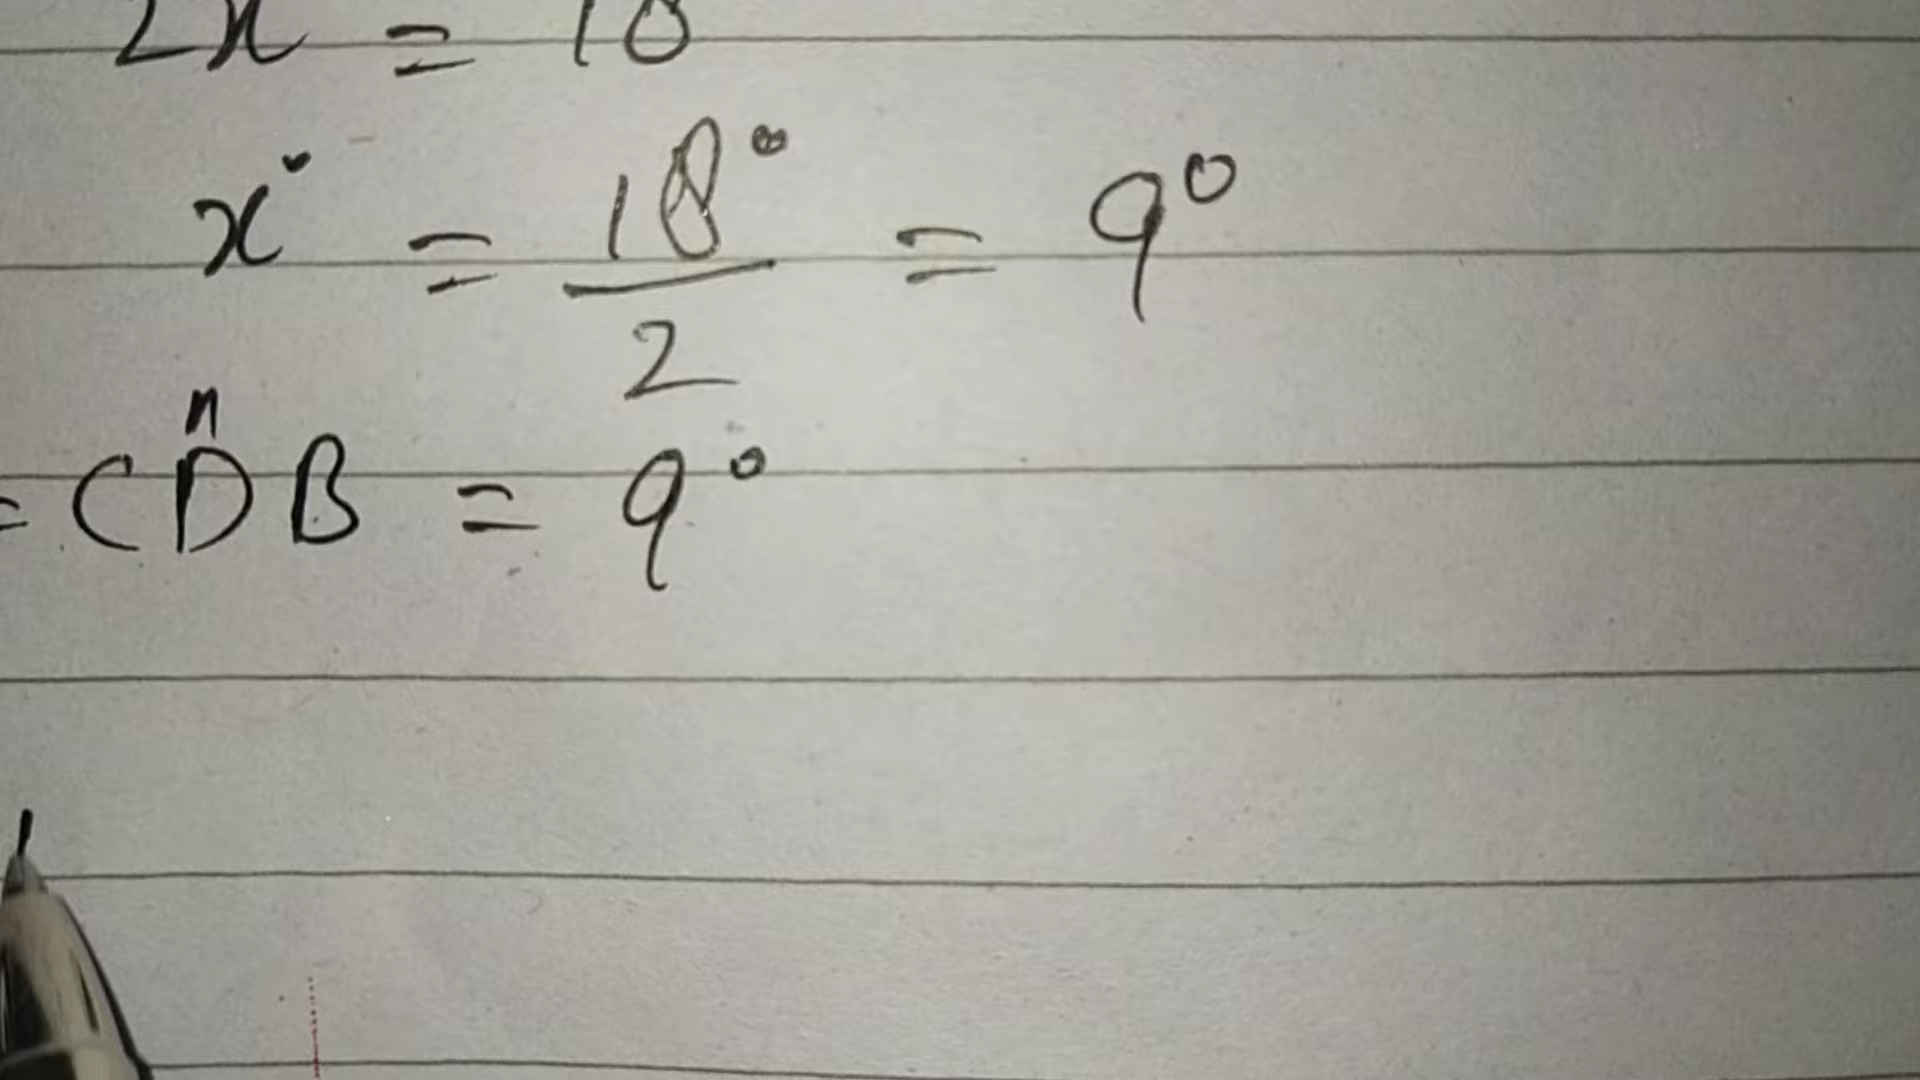 2x = 18
x° = 18°/2 = 9°
= CD̂B = 9°